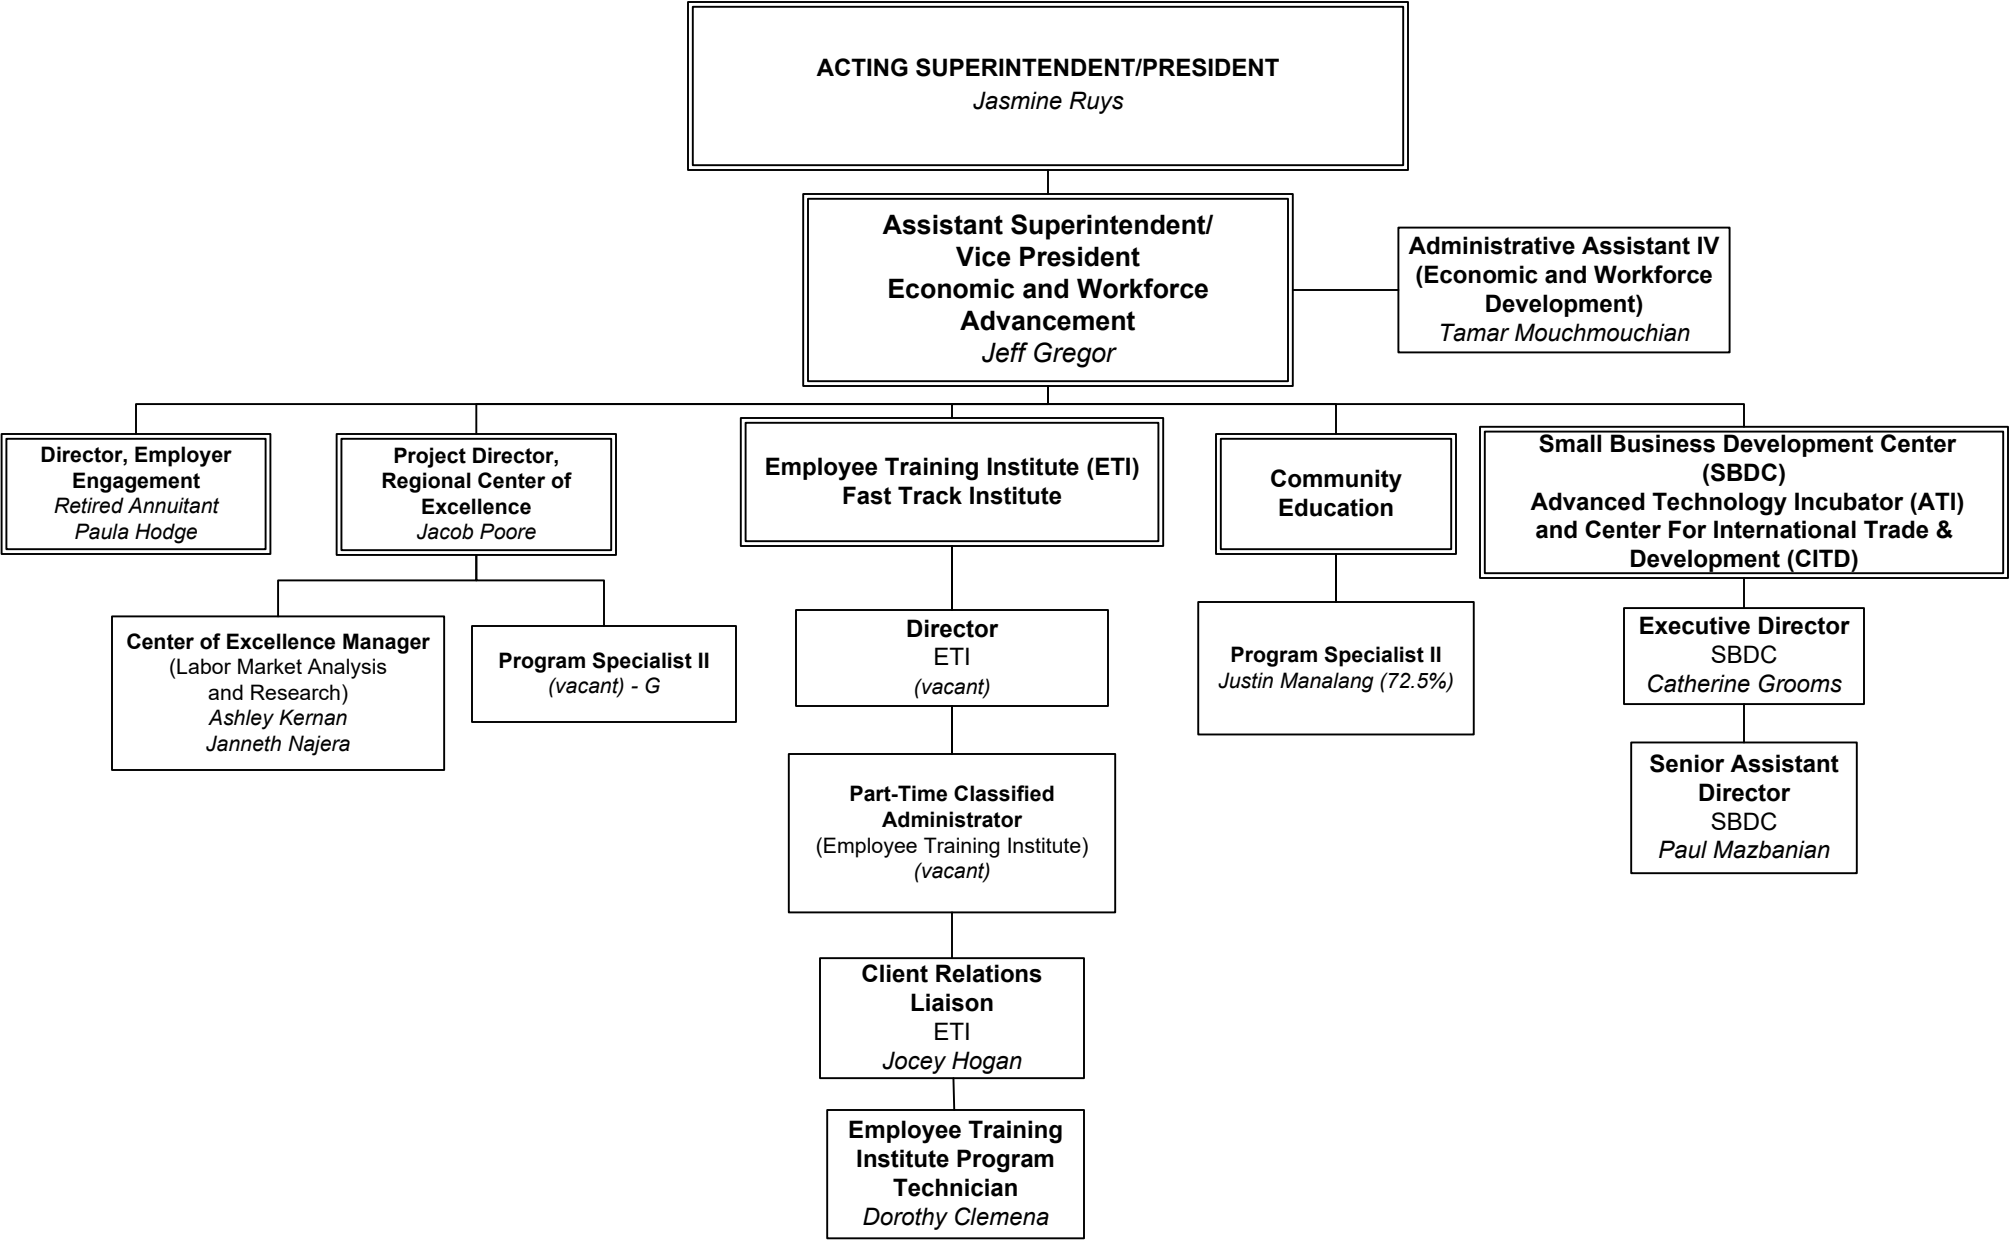 ACTING SUPERINTENDENT/PRESIDENT
Jasmine Ruys
Assistant Superintendent/
Vice President
Economic and Workforce
Advancement
Jeff Gregor
Administrative Assistant IV
(Economic and Workforce
Development)
Tamar Mouchmouchian
Director, Employer
Engagement
Retired Annuitant
Paula Hodge
Project Director,
Regional Center of
Excellence
Jacob Poore
Employee Training Institute (ETI)
Fast Track Institute
Community
Education
Small Business Development Center
(SBDC)
Advanced Technology Incubator (ATI)
and Center For International Trade &
Development (CITD)
Center of Excellence Manager
(Labor Market Analysis
and Research)
Ashley Kernan
Janneth Najera
Program Specialist II
(vacant) - G
Director
ETI
(vacant)
Program Specialist II
Justin Manalang (72.5%)
Executive Director
SBDC
Catherine Grooms
Part-Time Classified
Administrator
(Employee Training Institute)
(vacant)
Senior Assistant
Director
SBDC
Paul Mazbanian
Client Relations
Liaison
ETI
Jocey Hogan
Employee Training
Institute Program
Technician
Dorothy Clemena